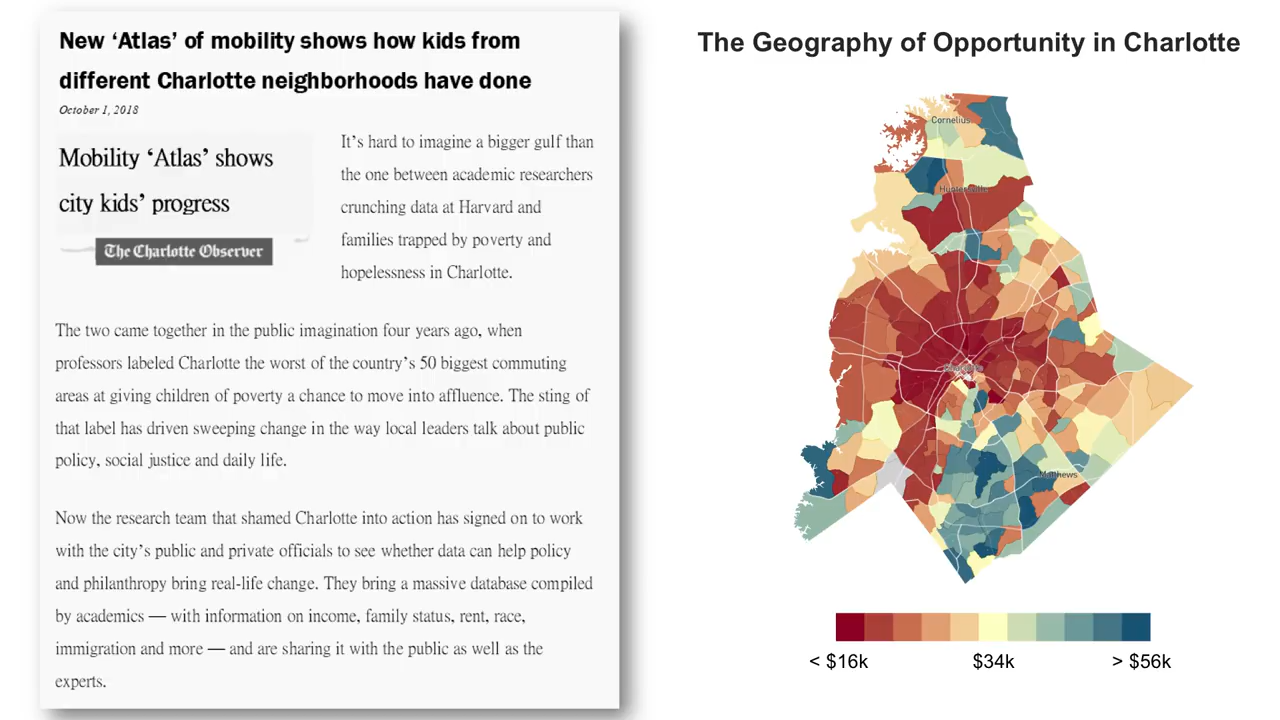 New ‘Atlas’ of mobility shows how kids from
different Charlotte neighborhoods have done
October 1, 2018
Mobility ‘Atlas’ shows
city kids’ progress
The Charlotte Observer
It’s hard to imagine a bigger gulf than
the one between academic researchers
crunching data at Harvard and
families trapped by poverty and
hopelessness in Charlotte.
The two came together in the public imagination four years ago, when
professors labeled Charlotte the worst of the country’s 50 biggest commuting
areas at giving children of poverty a chance to move into affluence. The sting of
that label has driven sweeping change in the way local leaders talk about public
policy, social justice and daily life.
Now the research team that shamed Charlotte into action has signed on to work
with the city’s public and private officials to see whether data can help policy
and philanthropy bring real-life change. They bring a massive database compiled
by academics — with information on income, family status, rent, race,
immigration and more — and are sharing it with the public as well as the
experts.
The Geography of Opportunity in Charlotte
Cornelius
Huntersville
Charlotte
Matthews
< $16k
$34k
> $56k